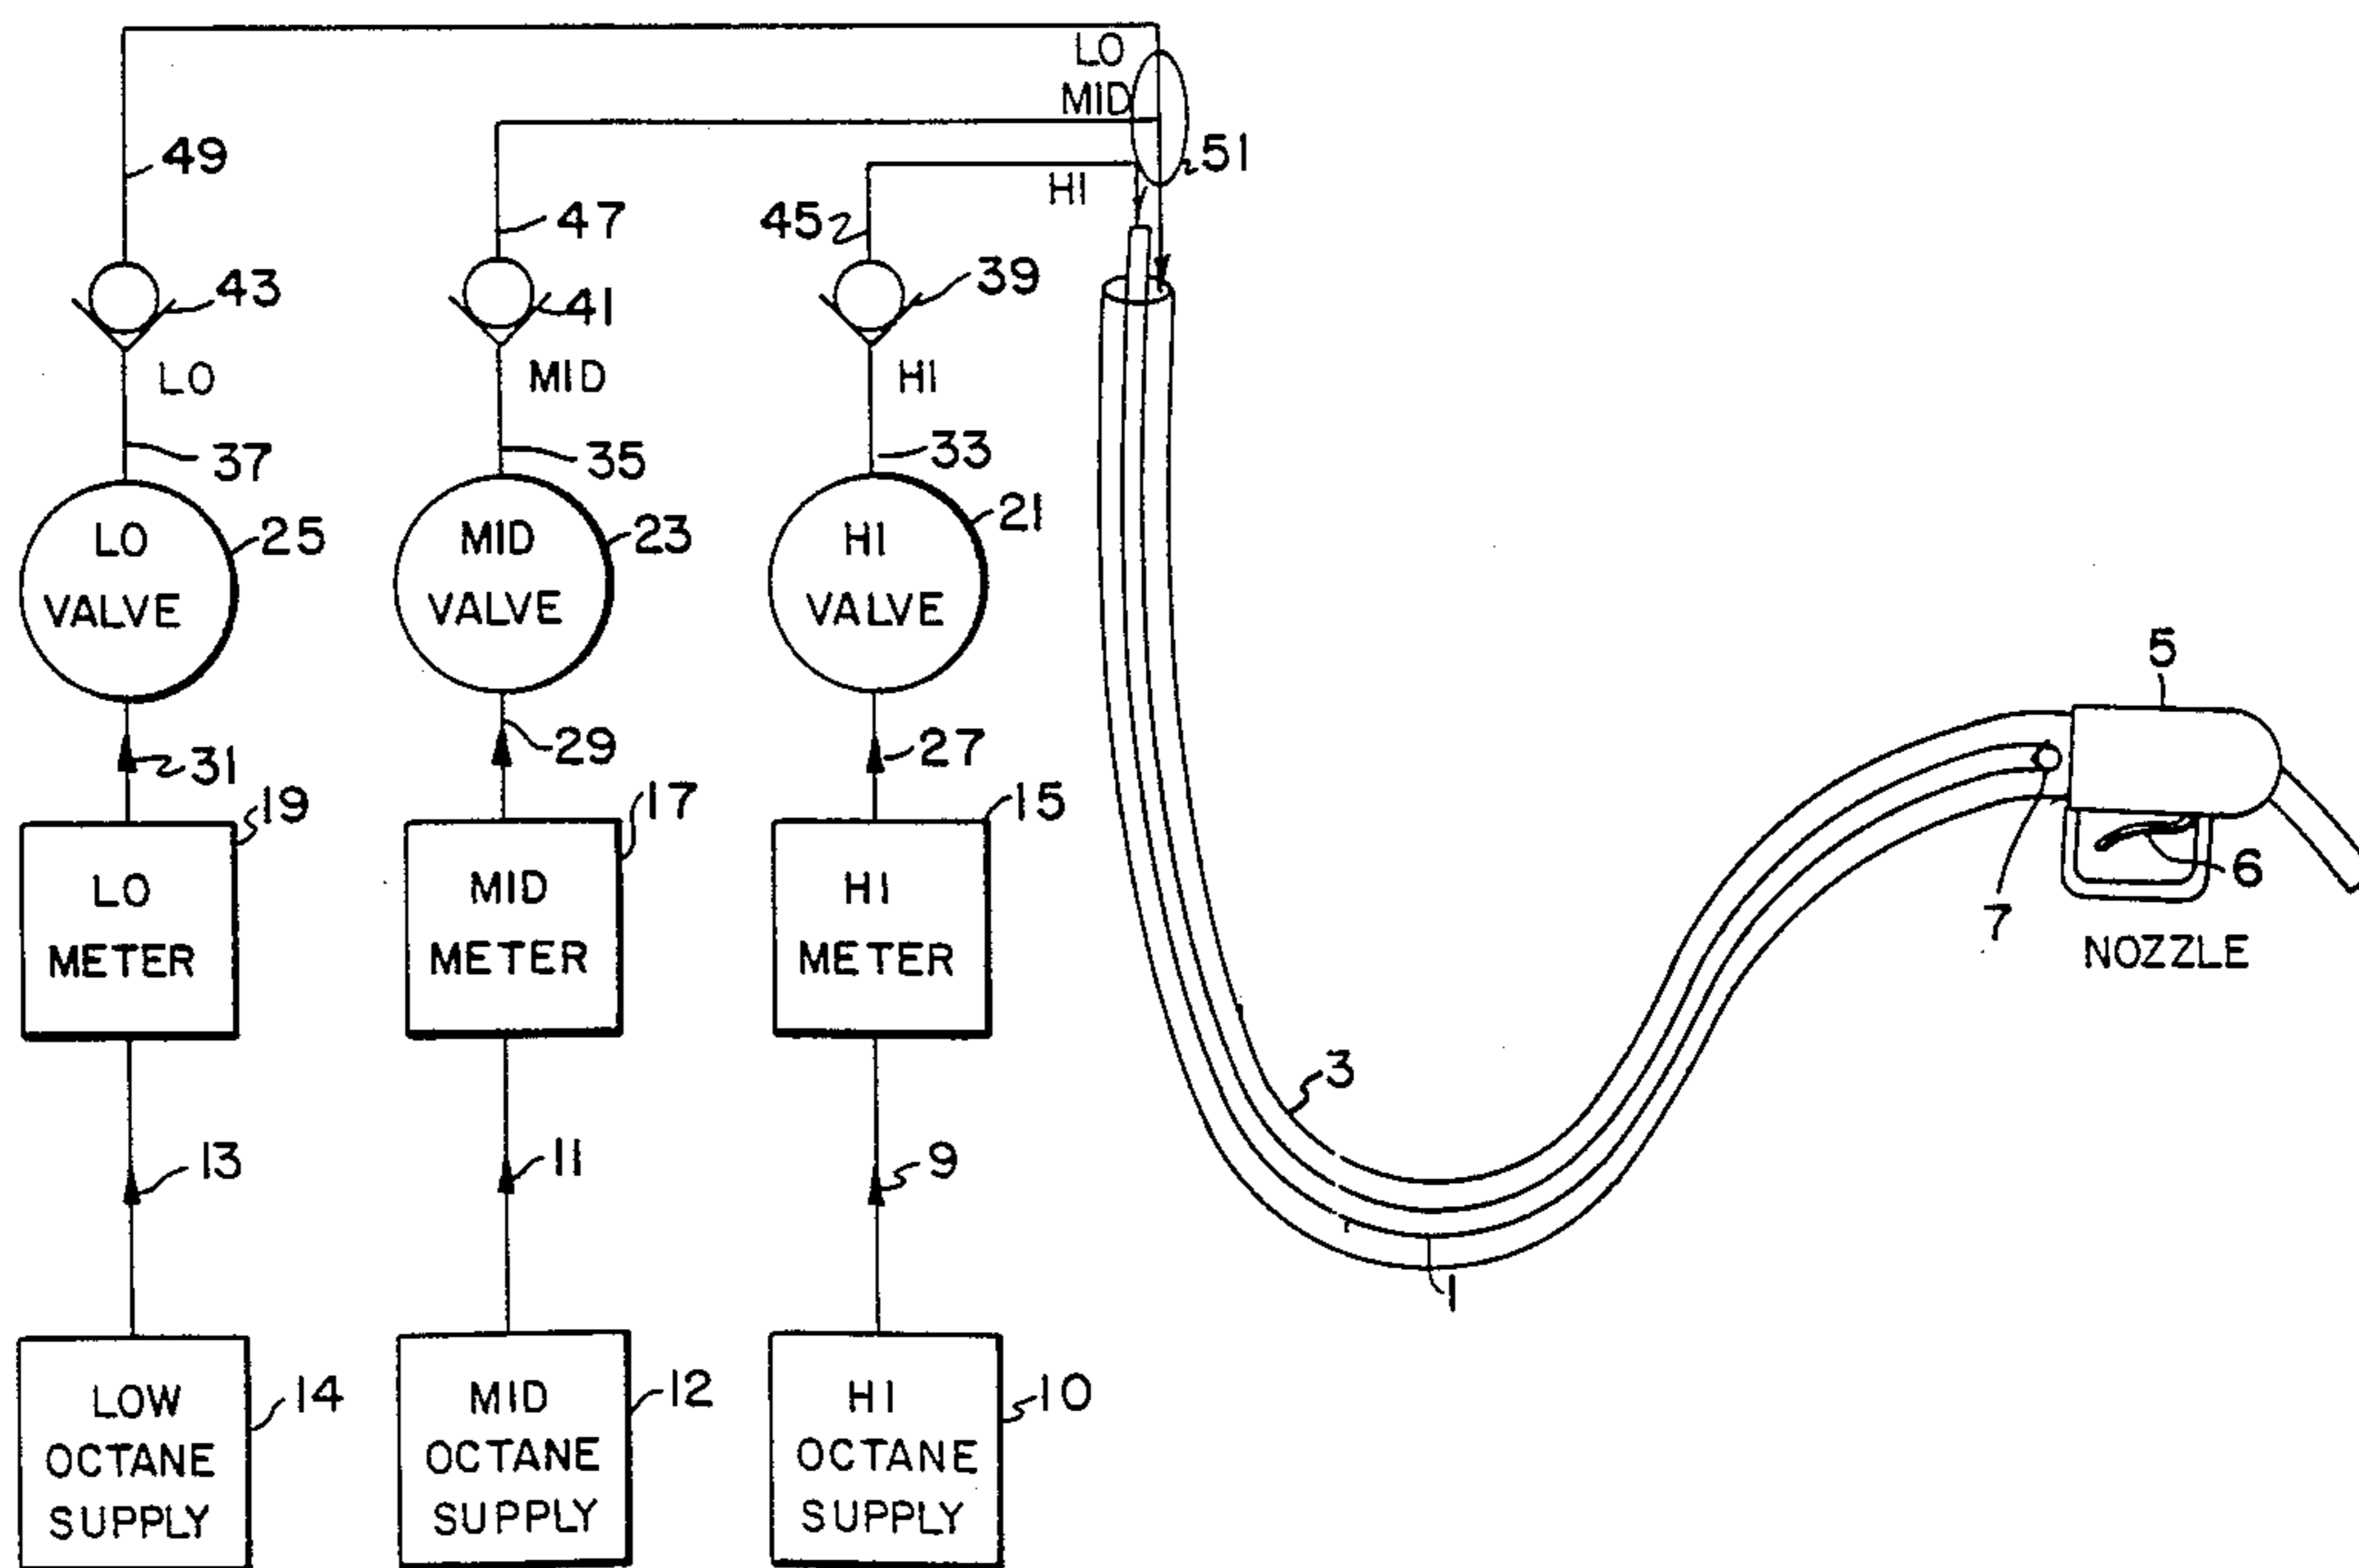 LO
MID
51
HI
49
47
45
43
41
39
LO
MID
HI
37
35
33
LO
VALVE
25
MID
VALVE
23
HI
VALVE
21
31
29
27
5
19
17
15
LO
METER
MID
METER
HI
METER
6
7
NOZZLE
3
13
11
9
1
LOW
OCTANE
SUPPLY
14
MID
OCTANE
SUPPLY
12
HI
OCTANE
SUPPLY
10